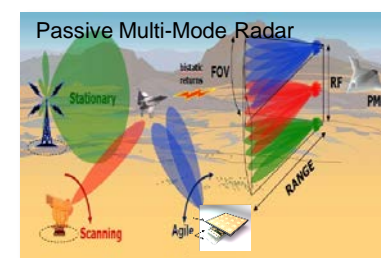 Passive Multi-Mode Radar
bistatic
returns
FOV
RF
PM
Stationary
RANGE
Scanning
Agile